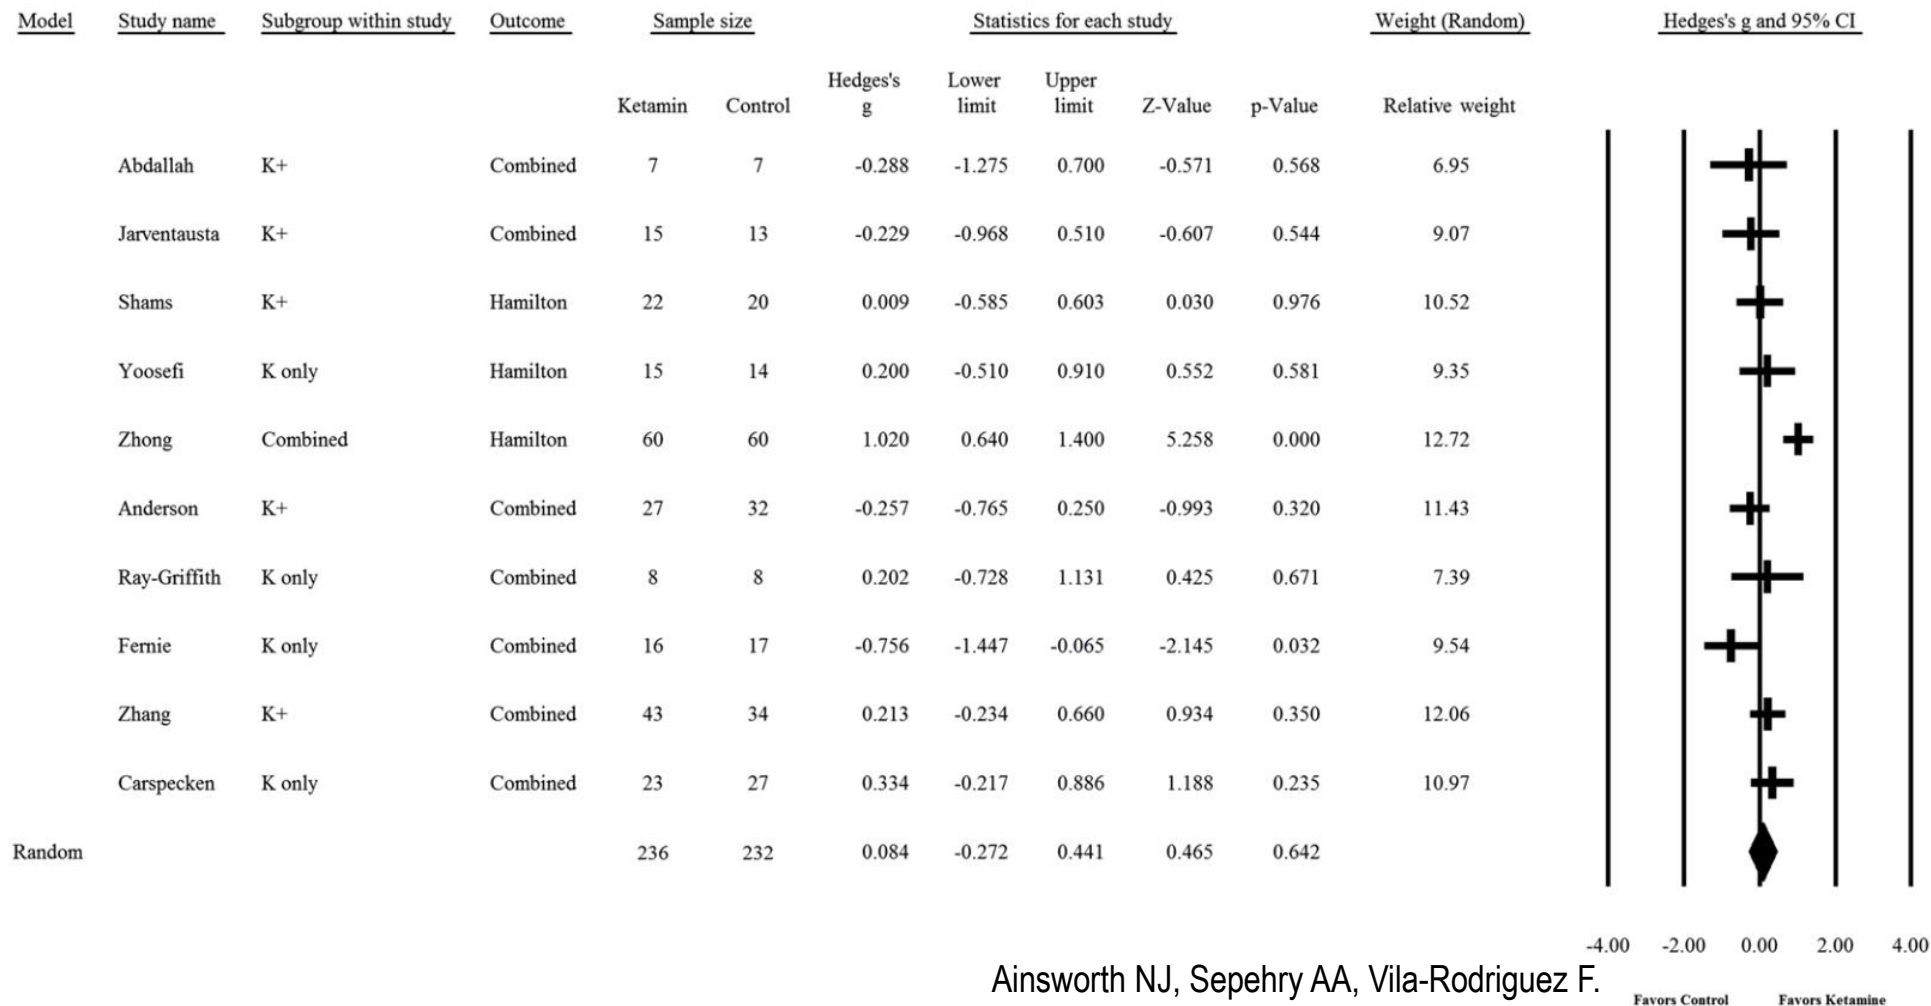 Model Study name Subgroup within study Outcome Sample size Statistics for each study Weight (Random) Hedges's g and 95% CI
Hedges's Lower Upper
Ketamin Control g limit limit Z-Value p-Value Relative weight
Abdallah K+ Combined 7 7 -0.288 -1.275 0.700 -0.571 0.568 6.95
Jarventausta K+ Combined 15 13 -0.229 -0.968 0.510 -0.607 0.544 9.07
Shams K+ Hamilton 22 20 0.009 -0.585 0.603 0.030 0.976 10.52
Yoosefi K only Hamilton 15 14 0.200 -0.510 0.910 0.552 0.581 9.35
Zhong Combined Hamilton 60 60 1.020 0.640 1.400 5.258 0.000 12.72
Anderson K+ Combined 27 32 -0.257 -0.765 0.250 -0.993 0.320 11.43
Ray-Griffith K only Combined 8 8 0.202 -0.728 1.131 0.425 0.671 7.39
Fernie K only Combined 16 17 -0.756 -1.447 -0.065 -2.145 0.032 9.54
Zhang K+ Combined 43 34 0.213 -0.234 0.660 0.934 0.350 12.06
Carspecken K only Combined 23 27 0.334 -0.217 0.886 1.188 0.235 10.97
Random 236 232 0.084 -0.272 0.441 0.465 0.642
-4.00 -2.00 0.00 2.00 4.00
Ainsworth NJ, Sepehry AA, Vila-Rodriguez F.
Favors Control Favors Ketamine